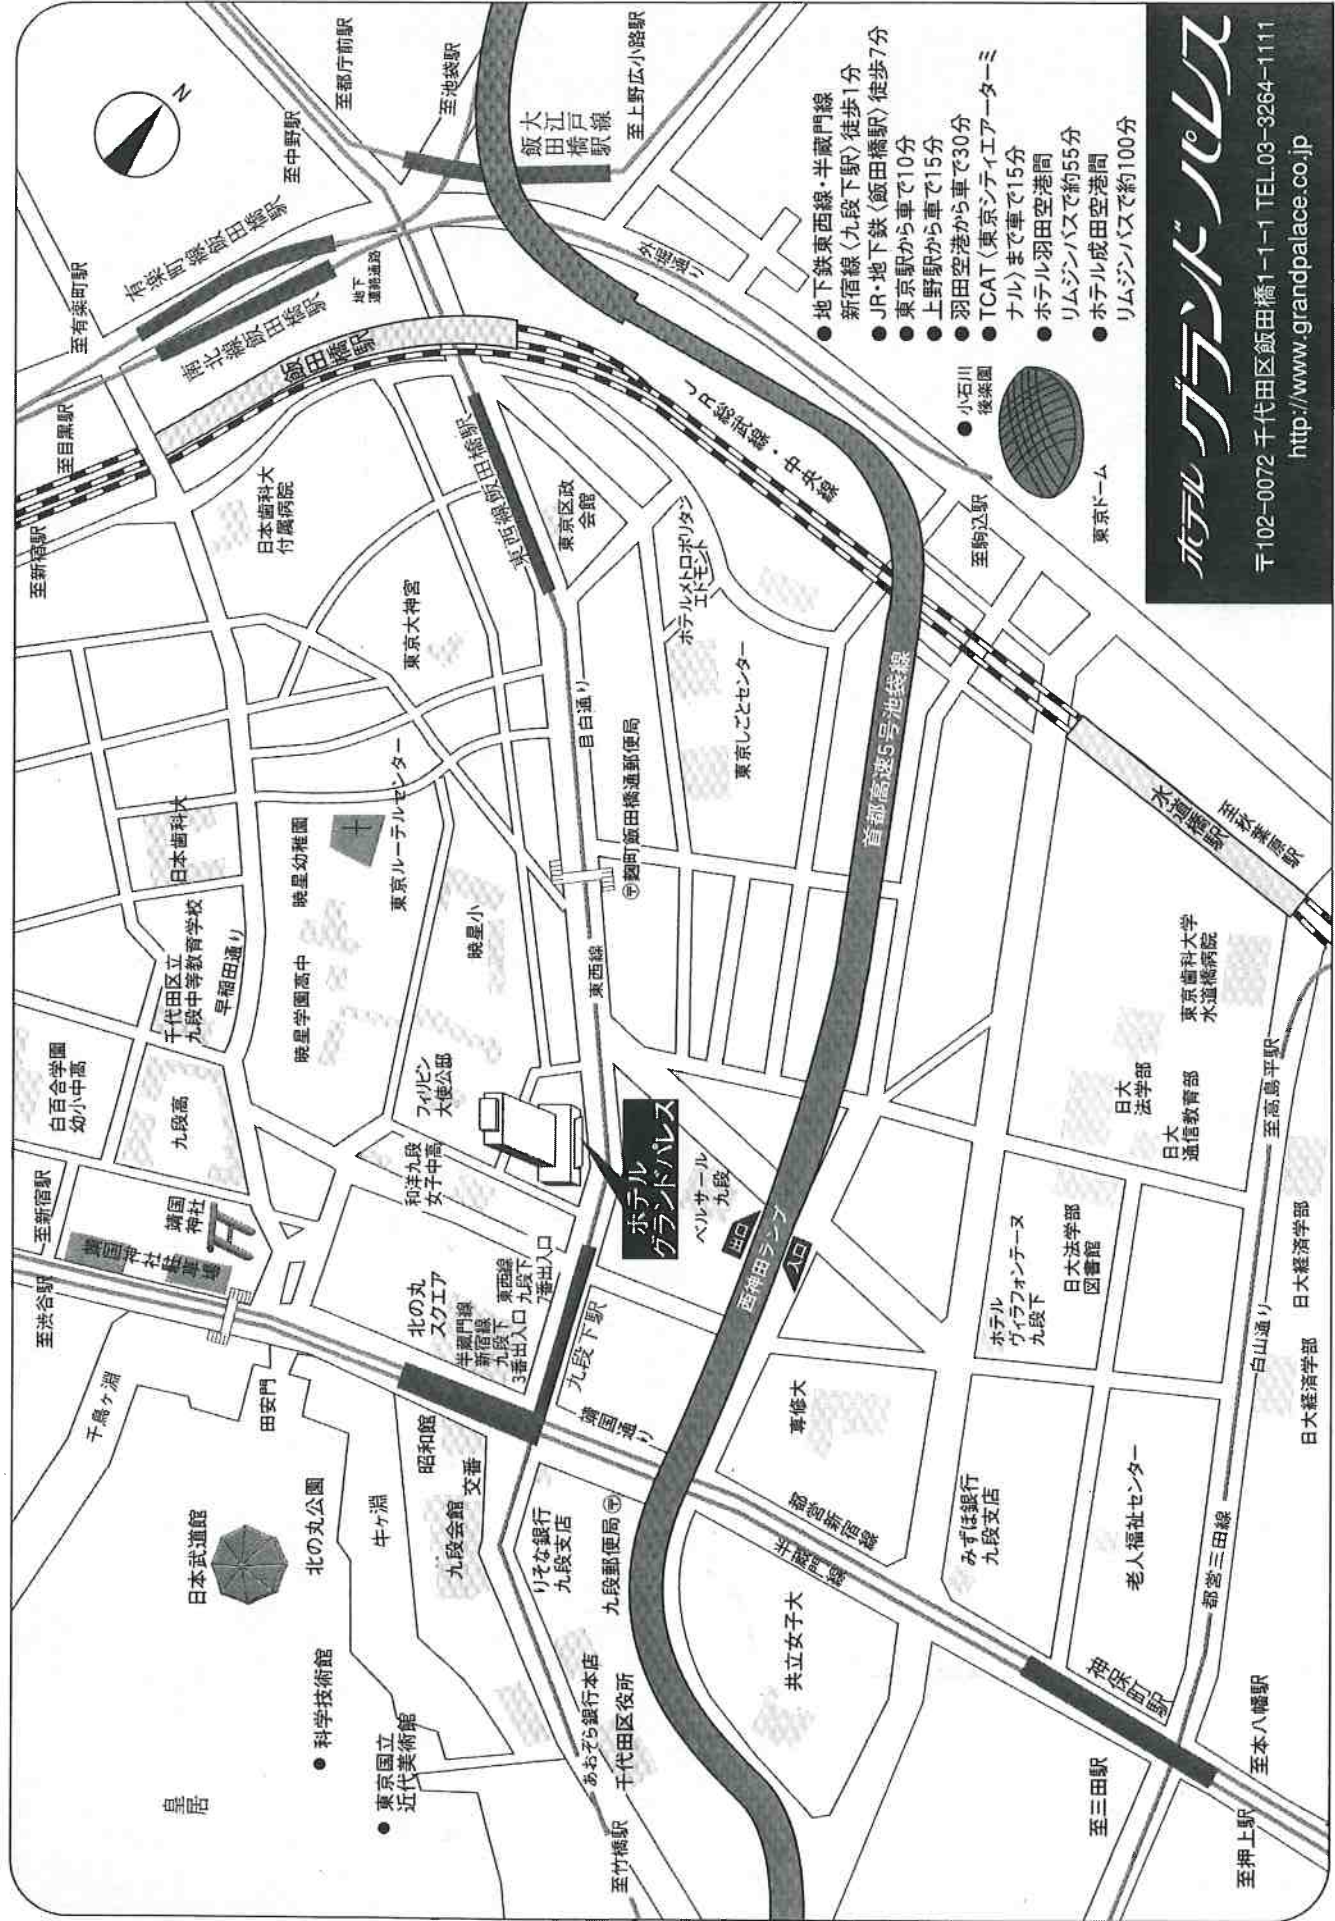 N
至都庁前駅
至池袋駅
至中野駅
飯田橋駅
大江戸線
至上野広小路駅
有楽町線飯田橋駅
至有楽町駅
南北線飯田橋駅
地下
連絡通路
外堀通り
飯田橋駅
至目黒駅
至新宿駅
日本歯科大
付属病院
東西線飯田橋駅
東京区政
会館
JR総武線・中央線
ホテルメトロポリタン
エドモント
●小石川
後楽園
東京ドーム
至駒込駅
東京大神宮
目白通り
東京しごとセンター
首都高速5号池袋線
〒麹町飯田橋通郵便局
水道橋駅
至秋葉原駅
日本歯科大
暁星幼稚園
東京ルーテルセンター
千代田区立
九段中等教育学校
早稲田通り
暁星学園高中
暁星小
東西線
東京歯科大学
水道橋病院
白百合学園
幼小中高
九段高
フィリピン
大使公邸
日大
法学部
日大
通信教育部
至高島平駅
至新宿駅
至渋谷駅
靖国
神社
靖国神社駐車場
和洋九段
女子中高
ホテル
グランドパレス
ベルサール
九段
出口
入口
西神田ランプ
北の丸
スクエア
半蔵門線
新宿線
九段下
3番出入口
東西線
九段下
7番出入口
九段下駅
ホテル
ヴィラフォンテーヌ
九段下
日大法学部
図書館
日大経済学部
白山通り
日大経済学部
千鳥ヶ淵
田安門
昭和館
交番
九段会館
靖国通り
専修大
日本武道館
北の丸公園
牛ヶ淵
りそな銀行
九段支店
九段郵便局〒
都営新宿線
半蔵門線
みずほ銀行
九段支店
老人福祉センター
都営三田線
●科学技術館
●東京国立
近代美術館
皇居
あおぞら銀行本店
千代田区役所
至竹橋駅
共立女子大
神保町駅
至三田駅
至押上駅
至本八幡駅
●地下鉄東西線・半蔵門線
新宿線〈九段下駅〉徒歩1分
●JR・地下鉄〈飯田橋駅〉徒歩7分
●東京駅から車で10分
●上野駅から車で15分
●羽田空港から車で30分
●TCAT〈東京シティエアーターミ
ナル〉まで車で15分
●ホテル羽田空港間
リムジンバスで約55分
●ホテル成田空港間
リムジンバスで約100分
ホテル グランドパレス
〒102-0072 千代田区飯田橋1-1-1 TEL.03-3264-1111
http://www.grandpalace.co.jp